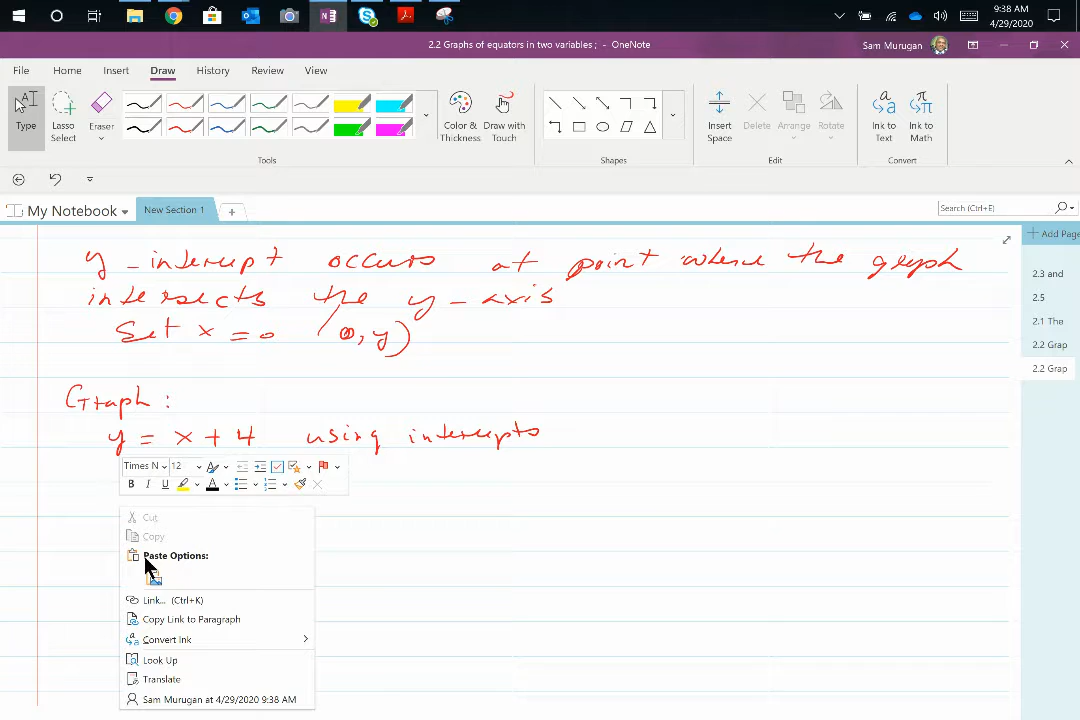 9:38 AM
4/29/2020
2.2 Graphs of equators in two variables ; - OneNote
Sam Murugan
File Home Insert Draw History Review View
Type
Lasso Select
Eraser
Color & Thickness
Draw with Touch
Insert Space
Delete
Arrange
Rotate
Ink to Text
Ink to Math
Tools
Shapes
Edit
Convert
My Notebook
New Section 1
Search (Ctrl+E)
Add Page
2.3 and
2.5
2.1 The
2.2 Grap
2.2 Grap
y-intercept occurs at point where the graph
intersects the y-axis
Set x = 0 (0, y)
Graph:
y = x + 4 using intercepts
Times N 12
B I U A
Cut
Copy
Paste Options:
Link... (Ctrl+K)
Copy Link to Paragraph
Convert Ink
Look Up
Translate
Sam Murugan at 4/29/2020 9:38 AM